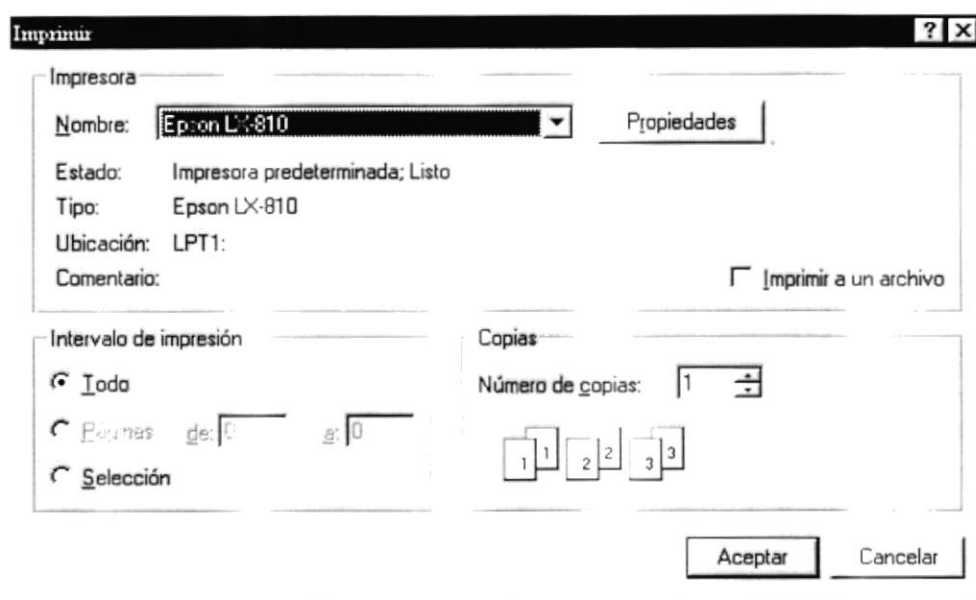 Imprimir
Impresora
Nombre: Epson LX-810 Propiedades
Estado: Impresora predeterminada; Listo
Tipo: Epson LX-810
Ubicación: LPT1:
Comentario: Imprimir a un archivo
Intervalo de impresión
Todo
Páginas de: 0 a: 0
Selección
Copias
Número de copias: 1
1 1 2 2 3 3
Aceptar Cancelar